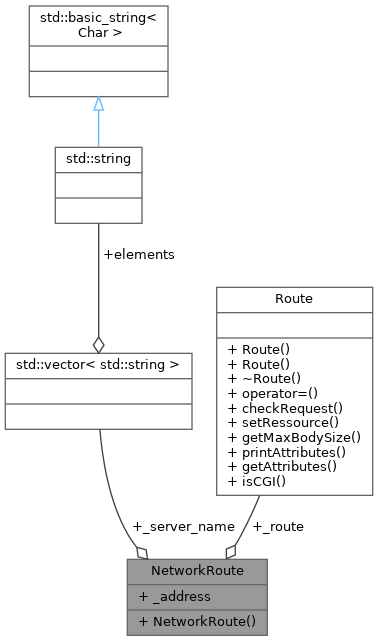 std::basic_string<
Char >
std::string
+elements
Route
+ Route()
+ Route()
+ ~Route()
+ operator=()
+ checkRequest()
+ setRessource()
+ getMaxBodySize()
+ printAttributes()
+ getAttributes()
+ isCGI()
std::vector< std::string >
+_server_name
+_route
NetworkRoute
+ _address
+ NetworkRoute()